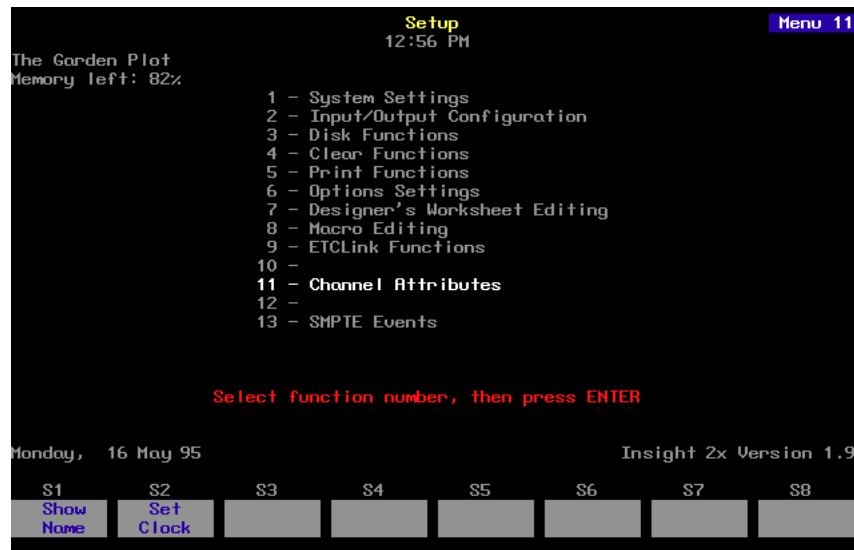 Setup
Menu 11
12:56 PM
The Garden Plot
Memory left: 82%
1 - System Settings
2 - Input/Output Configuration
3 - Disk Functions
4 - Clear Functions
5 - Print Functions
6 - Options Settings
7 - Designer's Worksheet Editing
8 - Macro Editing
9 - ETCLink Functions
10 -
11 - Channel Attributes
12 -
13 - SMPTE Events
Select function number, then press ENTER
Monday, 16 May 95
Insight 2x Version 1.9
S1 S2 S3 S4 S5 S6 S7 S8
Show Set
Name Clock